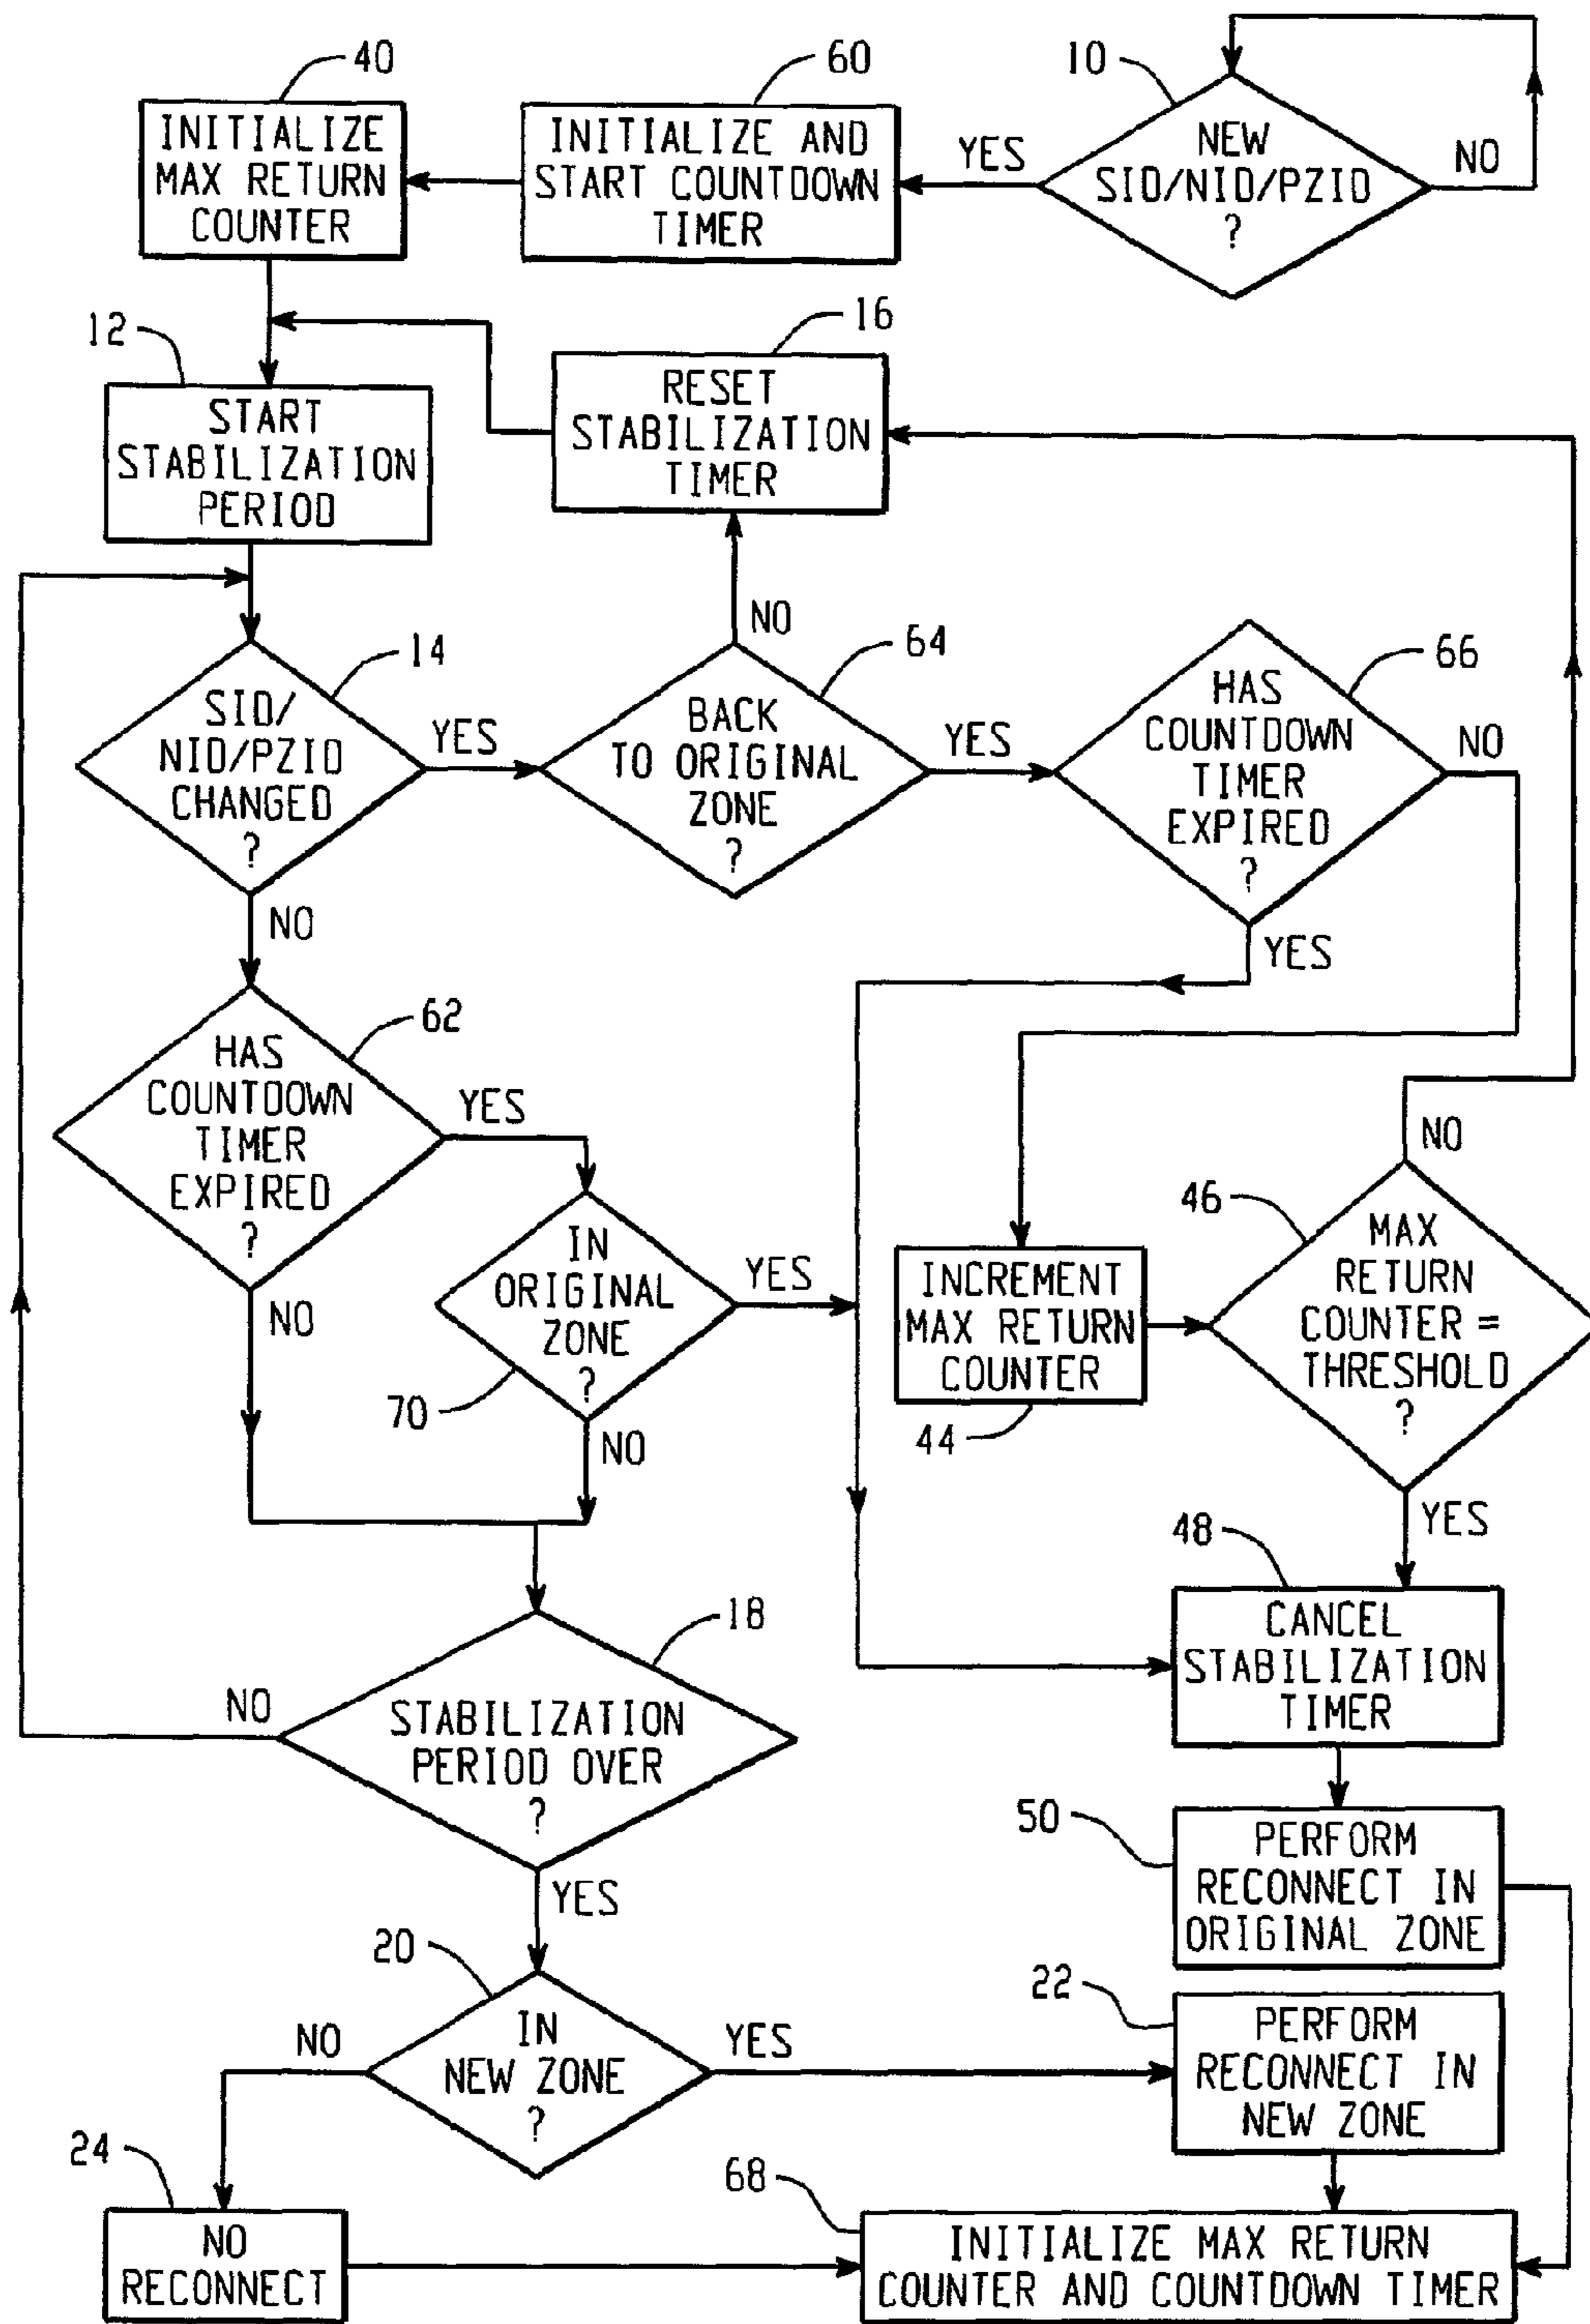 40
INITIALIZE
MAX RETURN
COUNTER
60
INITIALIZE AND
START COUNTDOWN
TIMER
YES
10
NEW
SID/NID/PZID
?
NO
12
START
STABILIZATION
PERIOD
16
RESET
STABILIZATION
TIMER
NO
14
SID/
NID/PZID
CHANGED
?
YES
64
BACK
TO ORIGINAL
ZONE
?
YES
66
HAS
COUNTDOWN
TIMER
EXPIRED
?
NO
YES
NO
62
HAS
COUNTDOWN
TIMER
EXPIRED
?
YES
NO
IN
ORIGINAL
ZONE
?
70
YES
NO
INCREMENT
MAX RETURN
COUNTER
44
46
MAX
RETURN
COUNTER =
THRESHOLD
?
NO
YES
48
CANCEL
STABILIZATION
TIMER
18
STABILIZATION
PERIOD OVER
?
NO
YES
50
PERFORM
RECONNECT IN
ORIGINAL ZONE
20
IN
NEW ZONE
?
NO
YES
22
PERFORM
RECONNECT IN
NEW ZONE
24
NO
RECONNECT
68
INITIALIZE MAX RETURN
COUNTER AND COUNTDOWN TIMER